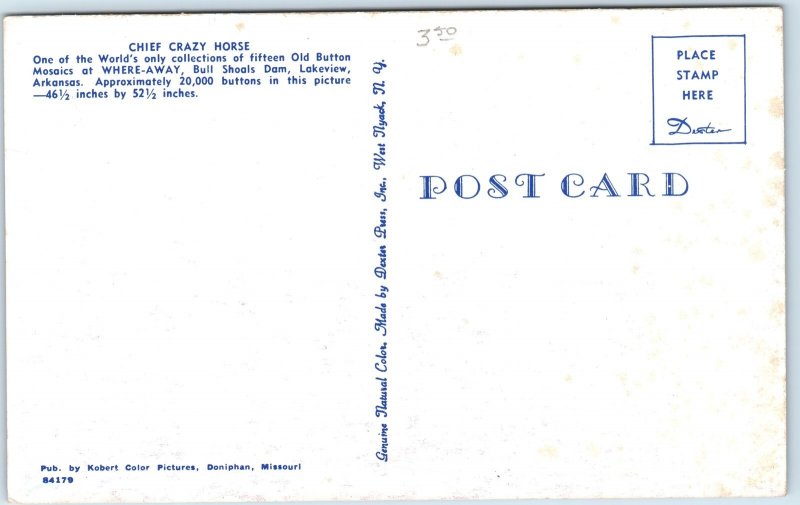 CHIEF CRAZY HORSE
One of the World's only collections of fifteen Old Button
Mosaics at WHERE-AWAY, Bull Shoals Dam, Lakeview,
Arkansas. Approximately 20,000 buttons in this picture
—46½ inches by 52½ inches.
Pub. by Kobert Color Pictures, Doniphan, Missouri
84179
Genuine Natural Color. Made by Dexter Press, Inc., West Nyack, N. Y.
3 50
PLACE
STAMP
HERE
Dexter
POST CARD